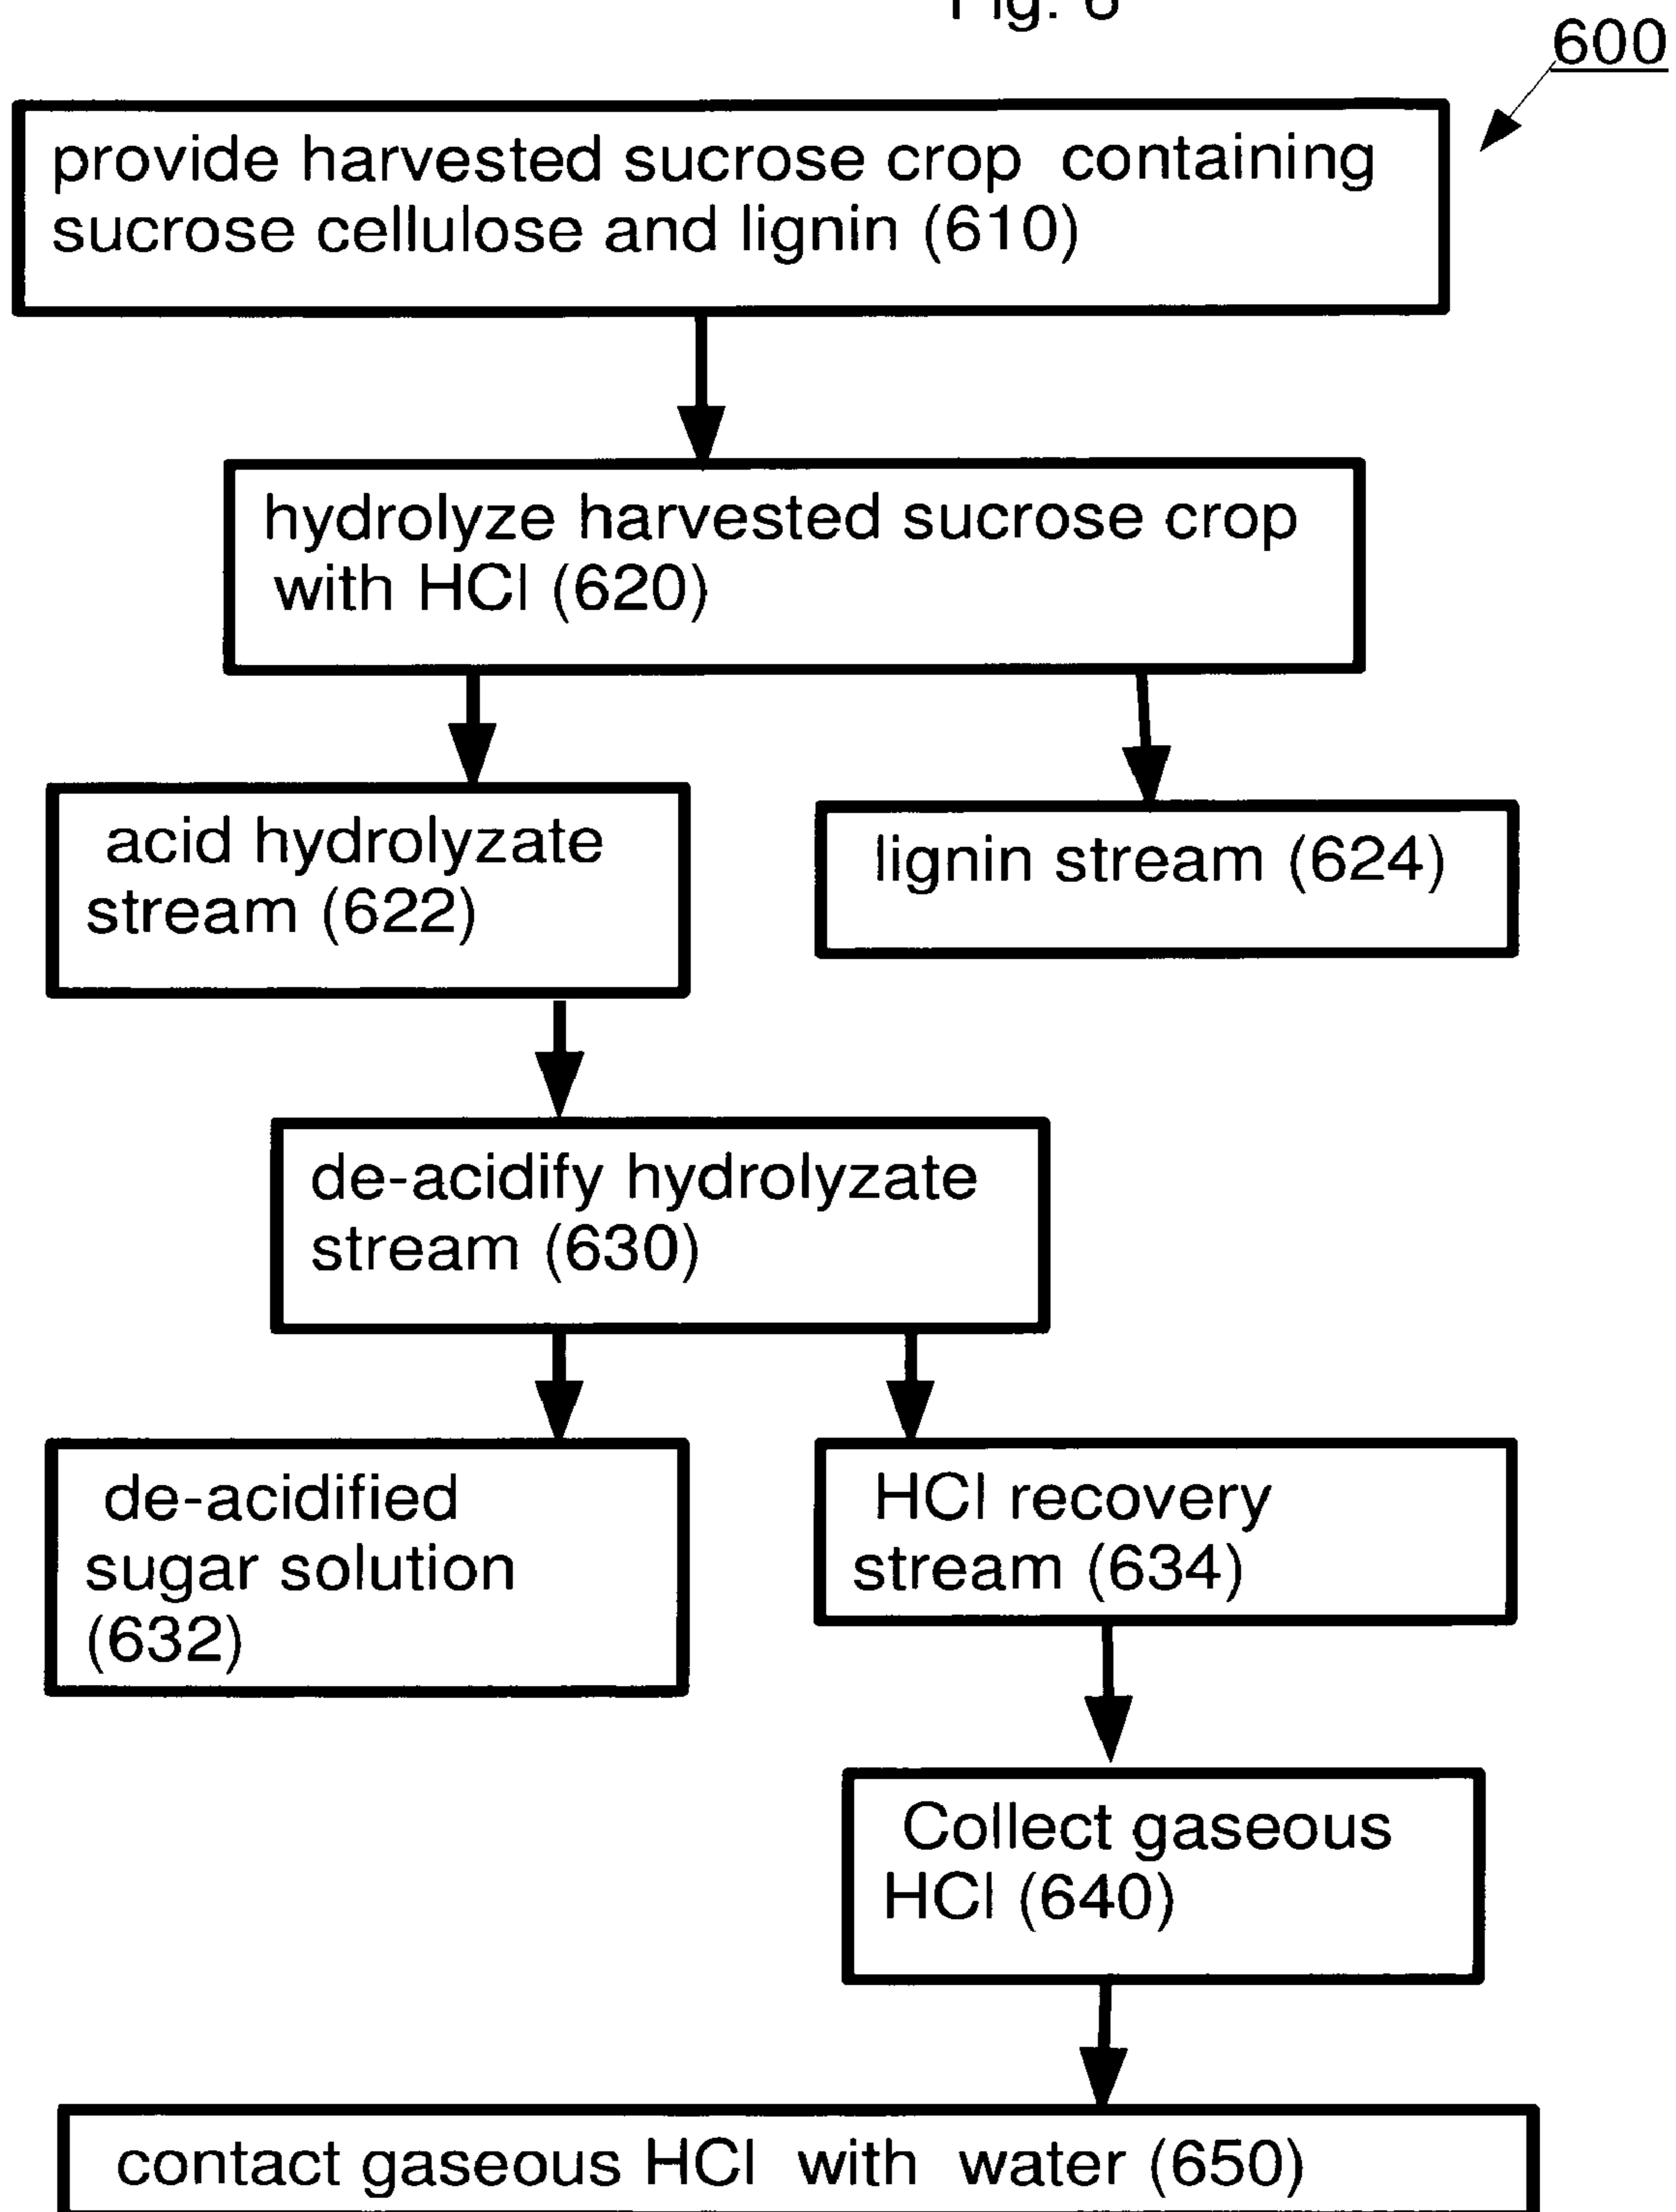 600
provide harvested sucrose crop containing
sucrose cellulose and lignin (610)
hydrolyze harvested sucrose crop
with HCl (620)
acid hydrolyzate
stream (622)
lignin stream (624)
de-acidify hydrolyzate
stream (630)
de-acidified
sugar solution
(632)
HCl recovery
stream (634)
Collect gaseous
HCl (640)
contact gaseous HCl with water (650)